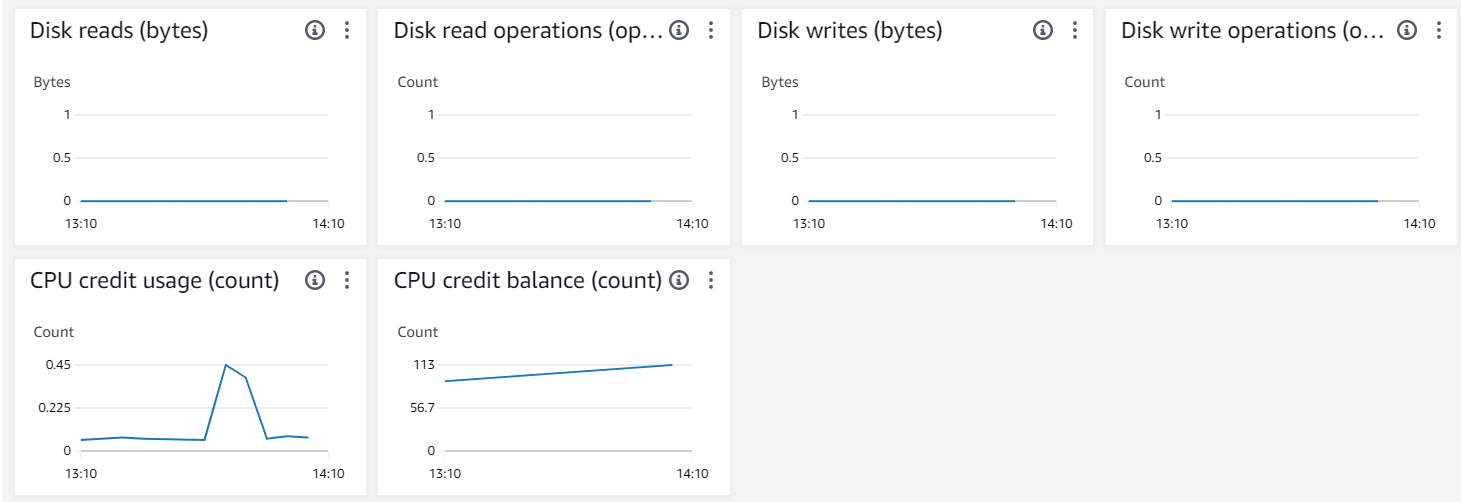 Disk reads (bytes)
Bytes
1
0.5
0
13:10 14:10
Disk read operations (op...
Count
1
0.5
0
13:10 14:10
Disk writes (bytes)
Bytes
1
0.5
0
13:10 14:10
Disk write operations (o...
Count
1
0.5
0
13:10 14:10
CPU credit usage (count)
Count
0.45
0.225
0
13:10 14:10
CPU credit balance (count)
Count
113
56.7
0
13:10 14:10